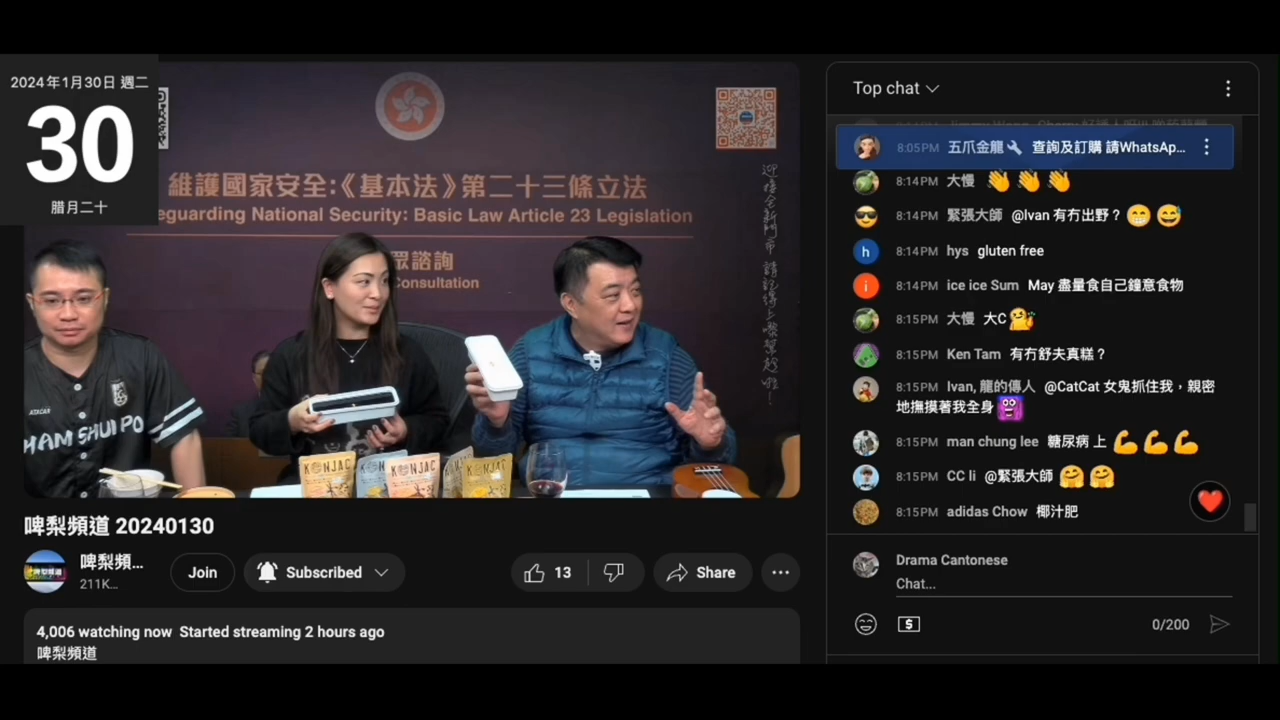 2024年1月30日 週二
30
腊月二十
維護國家安全:《基本法》第二十三條立法
eguarding National Security: Basic Law Article 23 Legislation
眾諮詢
Consultation
ATACAR
HAM SHUI PO
KONJAC
KONJAC
啤梨頻道 20240130
啤梨頻...
211K...
Join
Subscribed
13
Share
4,006 watching now Started streaming 2 hours ago
啤梨頻道
Top chat
8:05PM 五爪金龍 查詢及訂購 請WhatsAp...
8:14PM 大慢 👋 👋 👋
8:14PM 緊張大師 @Ivan 有冇出野？ 😁 😅
h 8:14PM hys gluten free
i 8:14PM ice ice Sum May 盡量食自己鐘意食物
8:15PM 大慢 大C
8:15PM Ken Tam 有冇舒夫真糕？
8:15PM Ivan, 龍的傳人 @CatCat 女鬼抓住我，親密
地撫摸著我全身
8:15PM man chung lee 糖尿病 上 💪 💪 💪
8:15PM CC li @緊張大師 🤗 🤗
8:15PM adidas Chow 椰汁肥
Drama Cantonese
Chat...
0/200